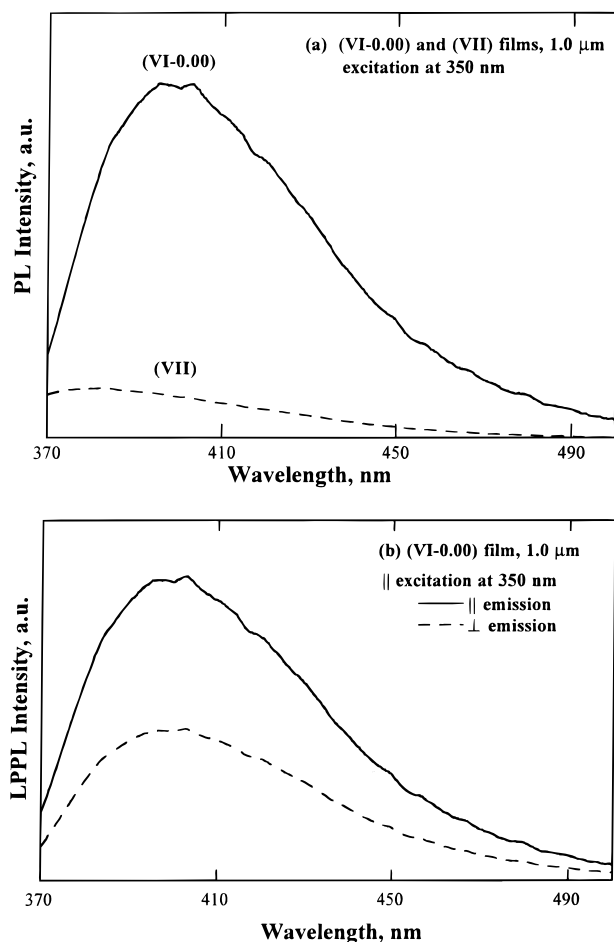 (a) (VI-0.00) and (VII) films, 1.0 μm
excitation at 350 nm
(VI-0.00)
(VII)
PL Intensity, a.u.
370 410 450 490
Wavelength, nm
(b) (VI-0.00) film, 1.0 μm
|| excitation at 350 nm
|| emission
⊥ emission
LPPL Intensity, a.u.
370 410 450 490
Wavelength, nm